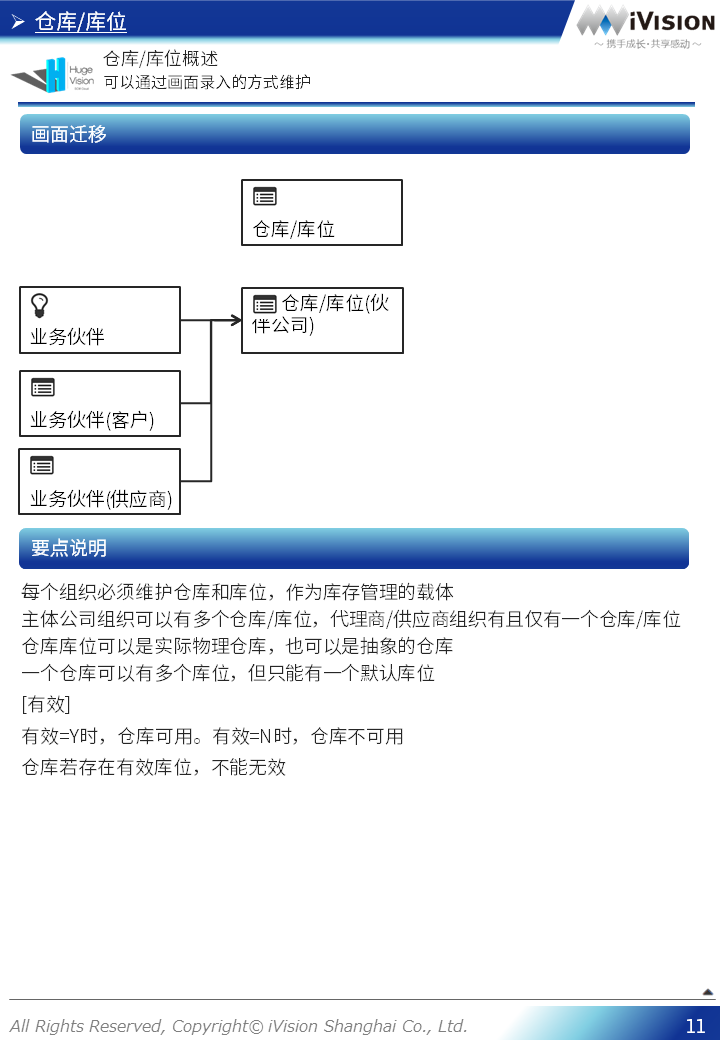 仓库/库位
iVISION
～ 携手成长·共享感动 ～
Huge
Vision
仓库/库位概述
可以通过画面录入的方式维护
画面迁移
仓库/库位
业务伙伴
仓库/库位(伙
伴公司)
业务伙伴(客户)
业务伙伴(供应商)
要点说明
每个组织必须维护仓库和库位，作为库存管理的载体
主体公司组织可以有多个仓库/库位，代理商/供应商组织有且仅有一个仓库/库位
仓库库位可以是实际物理仓库，也可以是抽象的仓库
一个仓库可以有多个库位，但只能有一个默认库位
[有效]
有效=Y时，仓库可用。有效=N时，仓库不可用
仓库若存在有效库位，不能无效
All Rights Reserved, Copyright© iVision Shanghai Co., Ltd.
11